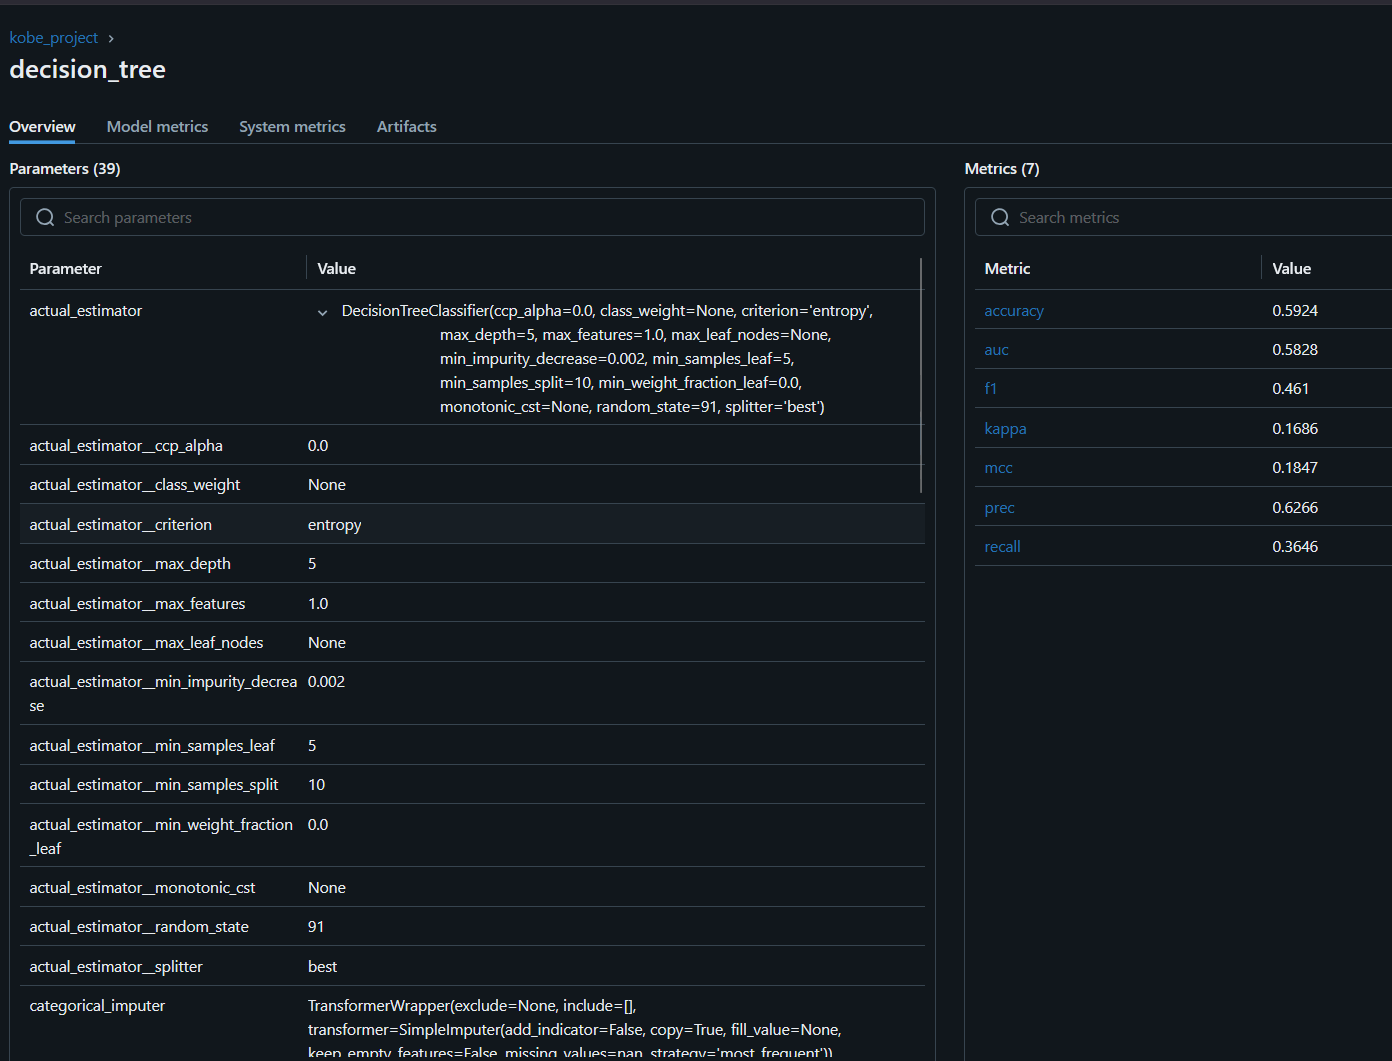 kobe_project ›
decision_tree
Overview Model metrics System metrics Artifacts
Parameters (39)
Search parameters
Parameter Value
actual_estimator DecisionTreeClassifier(ccp_alpha=0.0, class_weight=None, criterion='entropy',
max_depth=5, max_features=1.0, max_leaf_nodes=None,
min_impurity_decrease=0.002, min_samples_leaf=5,
min_samples_split=10, min_weight_fraction_leaf=0.0,
monotonic_cst=None, random_state=91, splitter='best')
actual_estimator__ccp_alpha 0.0
actual_estimator__class_weight None
actual_estimator__criterion entropy
actual_estimator__max_depth 5
actual_estimator__max_features 1.0
actual_estimator__max_leaf_nodes None
actual_estimator__min_impurity_decrea 0.002
se
actual_estimator__min_samples_leaf 5
actual_estimator__min_samples_split 10
actual_estimator__min_weight_fraction 0.0
_leaf
actual_estimator__monotonic_cst None
actual_estimator__random_state 91
actual_estimator__splitter best
categorical_imputer TransformerWrapper(exclude=None, include=[],
transformer=SimpleImputer(add_indicator=False, copy=True, fill_value=None,
keep_empty_features=False, missing_values=nan, strategy='most_frequent'))
Metrics (7)
Search metrics
Metric Value
accuracy 0.5924
auc 0.5828
f1 0.461
kappa 0.1686
mcc 0.1847
prec 0.6266
recall 0.3646